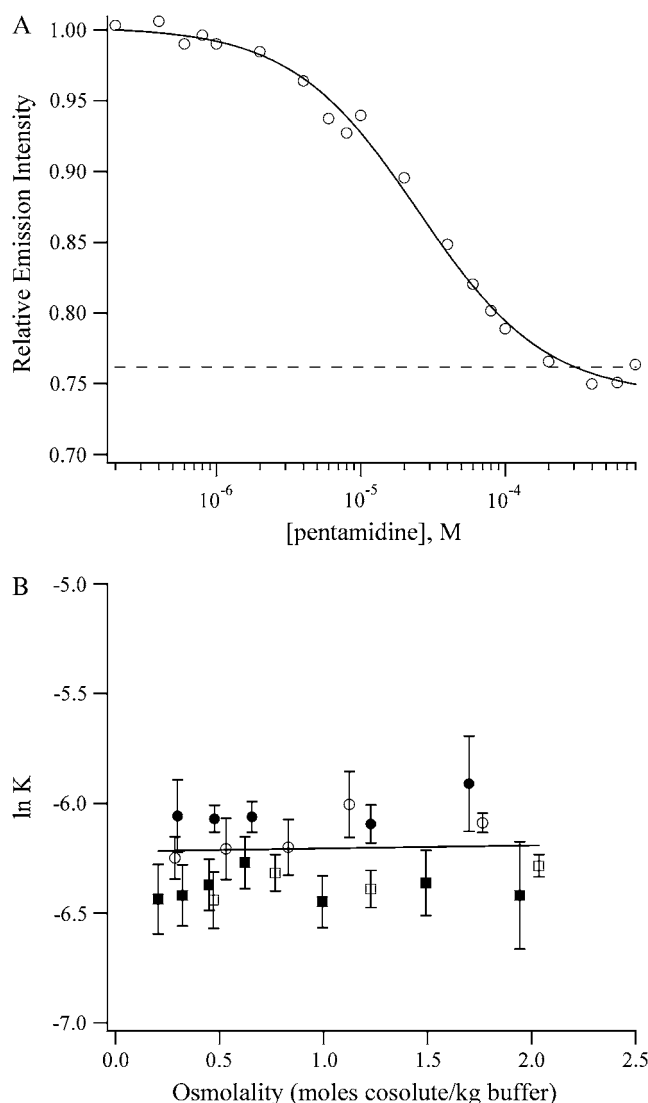 A
1.00
0.95
0.90
0.85
0.80
0.75
0.70
Relative Emission Intensity
10-6
10-5
10-4
[pentamidine], M
B
-5.0
-5.5
-6.0
-6.5
-7.0
ln K
0.0 0.5 1.0 1.5 2.0 2.5
Osmolality (moles cosolute/kg buffer)